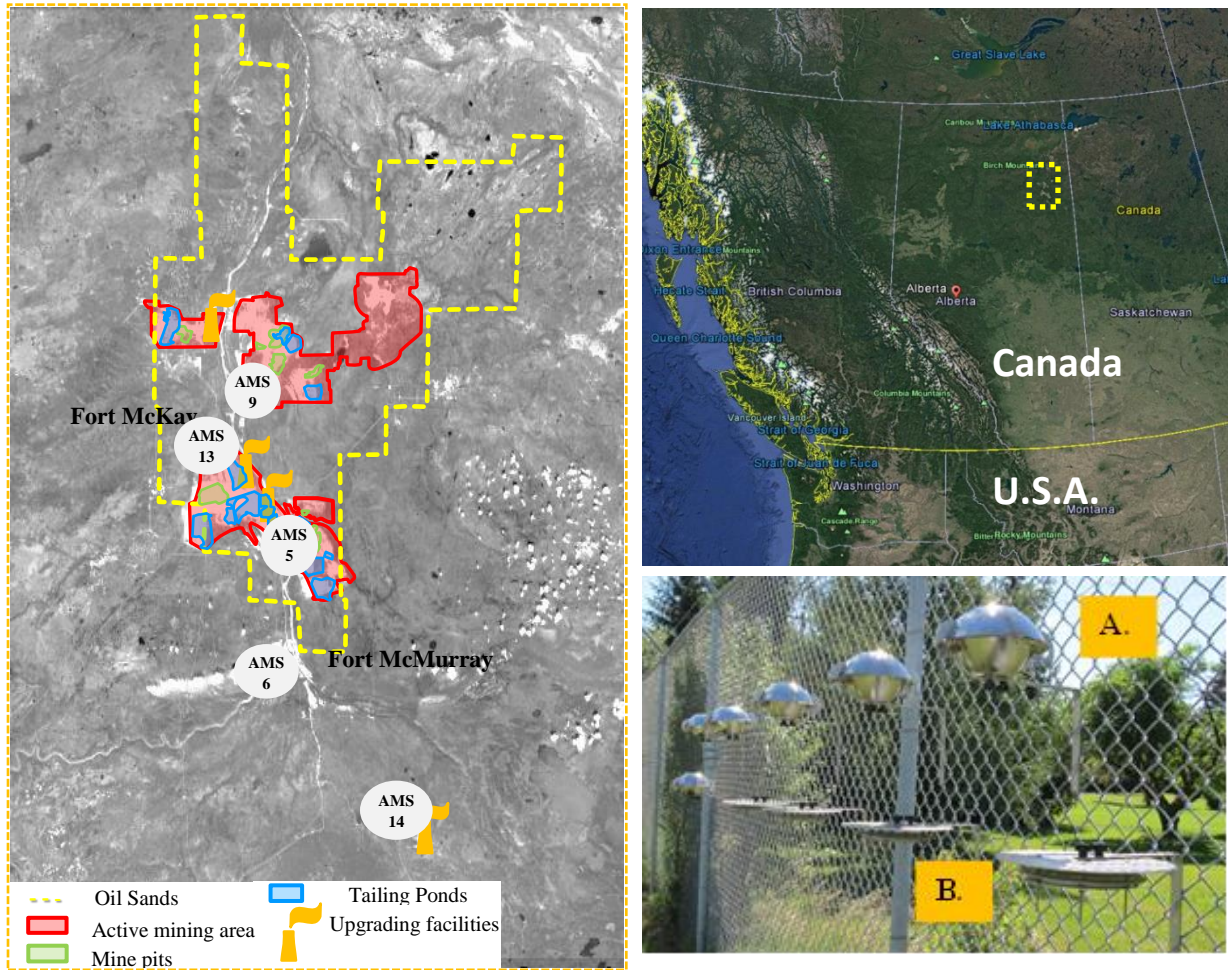 AMS
9
Fort McKay
AMS
13
AMS
5
Fort McMurray
AMS
6
AMS
14
Oil Sands
Tailing Ponds
Active mining area
Upgrading facilities
Mine pits
Great Slave Lake
Lake Athabasca
Birch
Canada
British Columbia
Alberta
Alberta
Saskatchewan
Hecate Strait
Queen Charlotte Sound
Canada
Columbia Mountains
Vancouver Island
Strait of Georgia
Strait of Juan de Fuca
Washington
U.S.A.
Montana
Cascade Range
Rocky Mountains
A.
B.